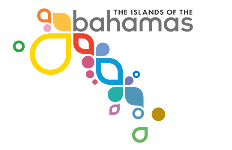 THE ISLANDS OF THE
bahamas